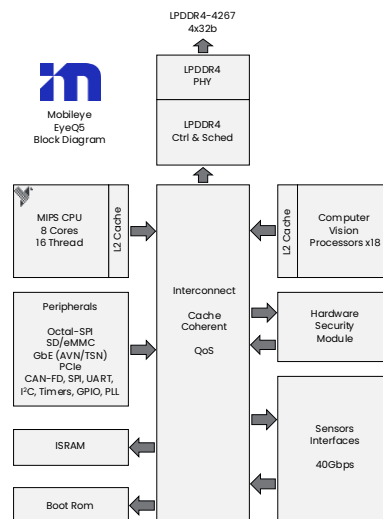 LPDDR4-4267
4x32b
LPDDR4
PHY
LPDDR4
Ctrl & Sched
Mobileye
EyeQ5
Block Diagram
MIPS CPU
8 Cores
16 Thread
L2 Cache
Interconnect
Cache
Coherent
QoS
L2 Cache
Computer
Vision
Processors x18
Peripherals
Octal-SPI
SD/eMMC
GbE (AVN/TSN)
PCIe
CAN-FD, SPI, UART,
I²C, Timers, GPIO, PLL
Hardware
Security
Module
ISRAM
Boot Rom
Sensors
Interfaces
40Gbps